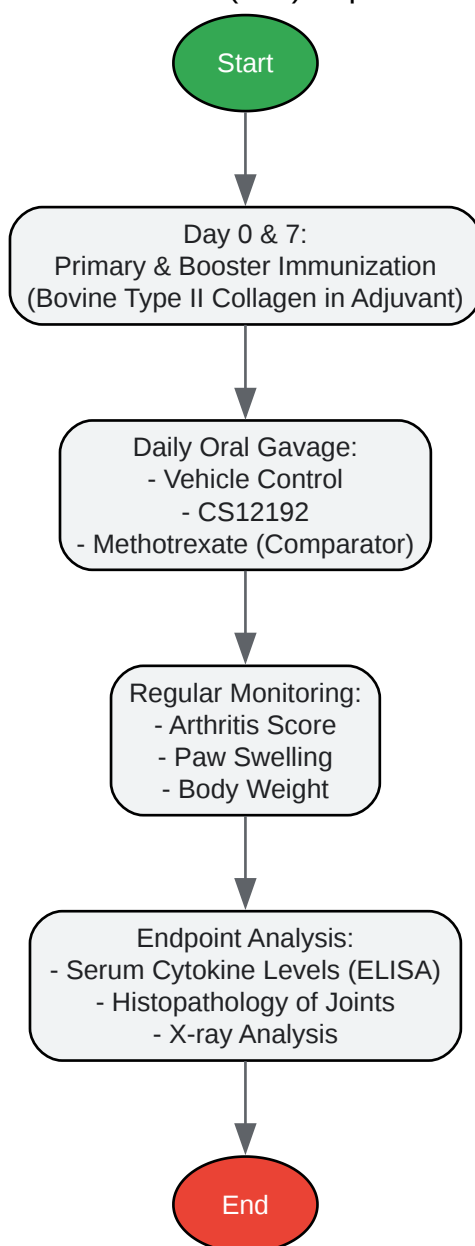 Start
Day 0 & 7:
Primary & Booster Immunization
(Bovine Type II Collagen in Adjuvant)
Daily Oral Gavage:
- Vehicle Control
- CS12192
- Methotrexate (Comparator)
Regular Monitoring:
- Arthritis Score
- Paw Swelling
- Body Weight
Endpoint Analysis:
- Serum Cytokine Levels (ELISA)
- Histopathology of Joints
- X-ray Analysis
End